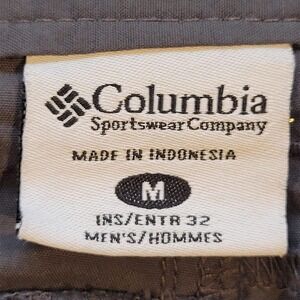 Columbia
Sportswear Company
MADE IN INDONESIA
M
INS/ENTR 32
MEN'S/HOMMES